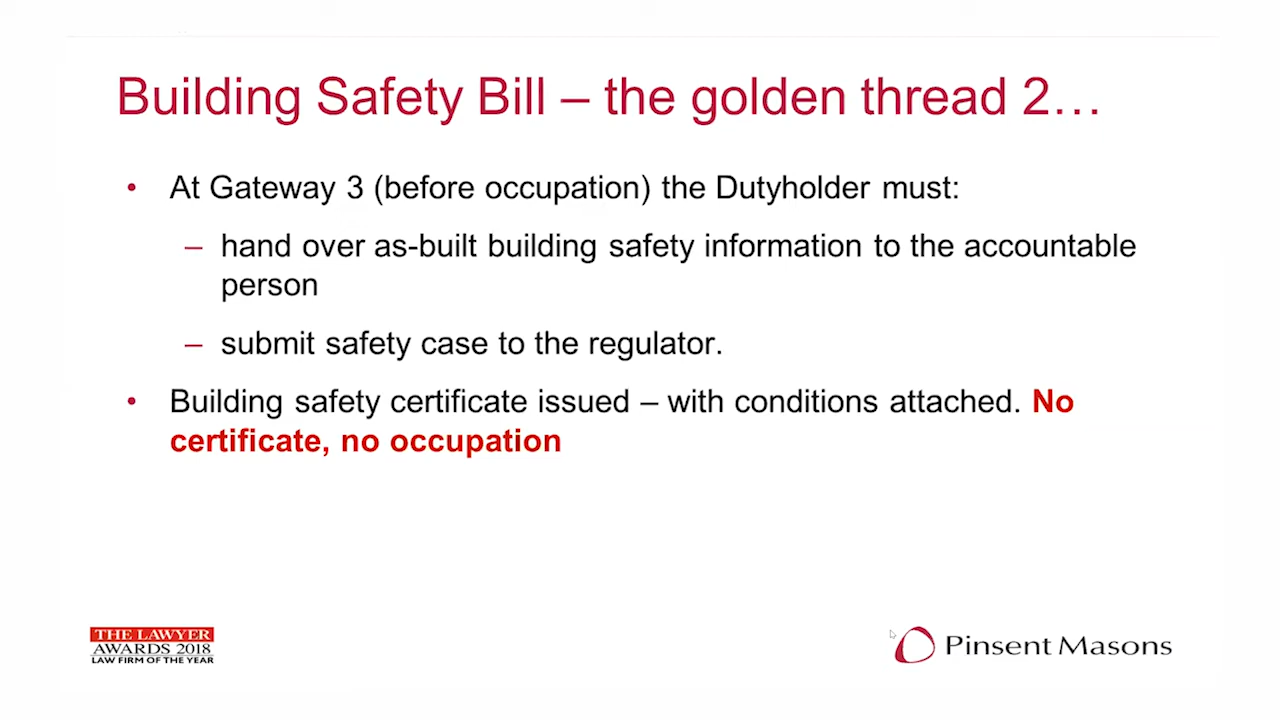 Building Safety Bill – the golden thread 2…
• At Gateway 3 (before occupation) the Dutyholder must:
– hand over as-built building safety information to the accountable
person
– submit safety case to the regulator.
• Building safety certificate issued – with conditions attached. No
certificate, no occupation
THE LAWYER
AWARDS 2018
LAW FIRM OF THE YEAR
Pinsent Masons